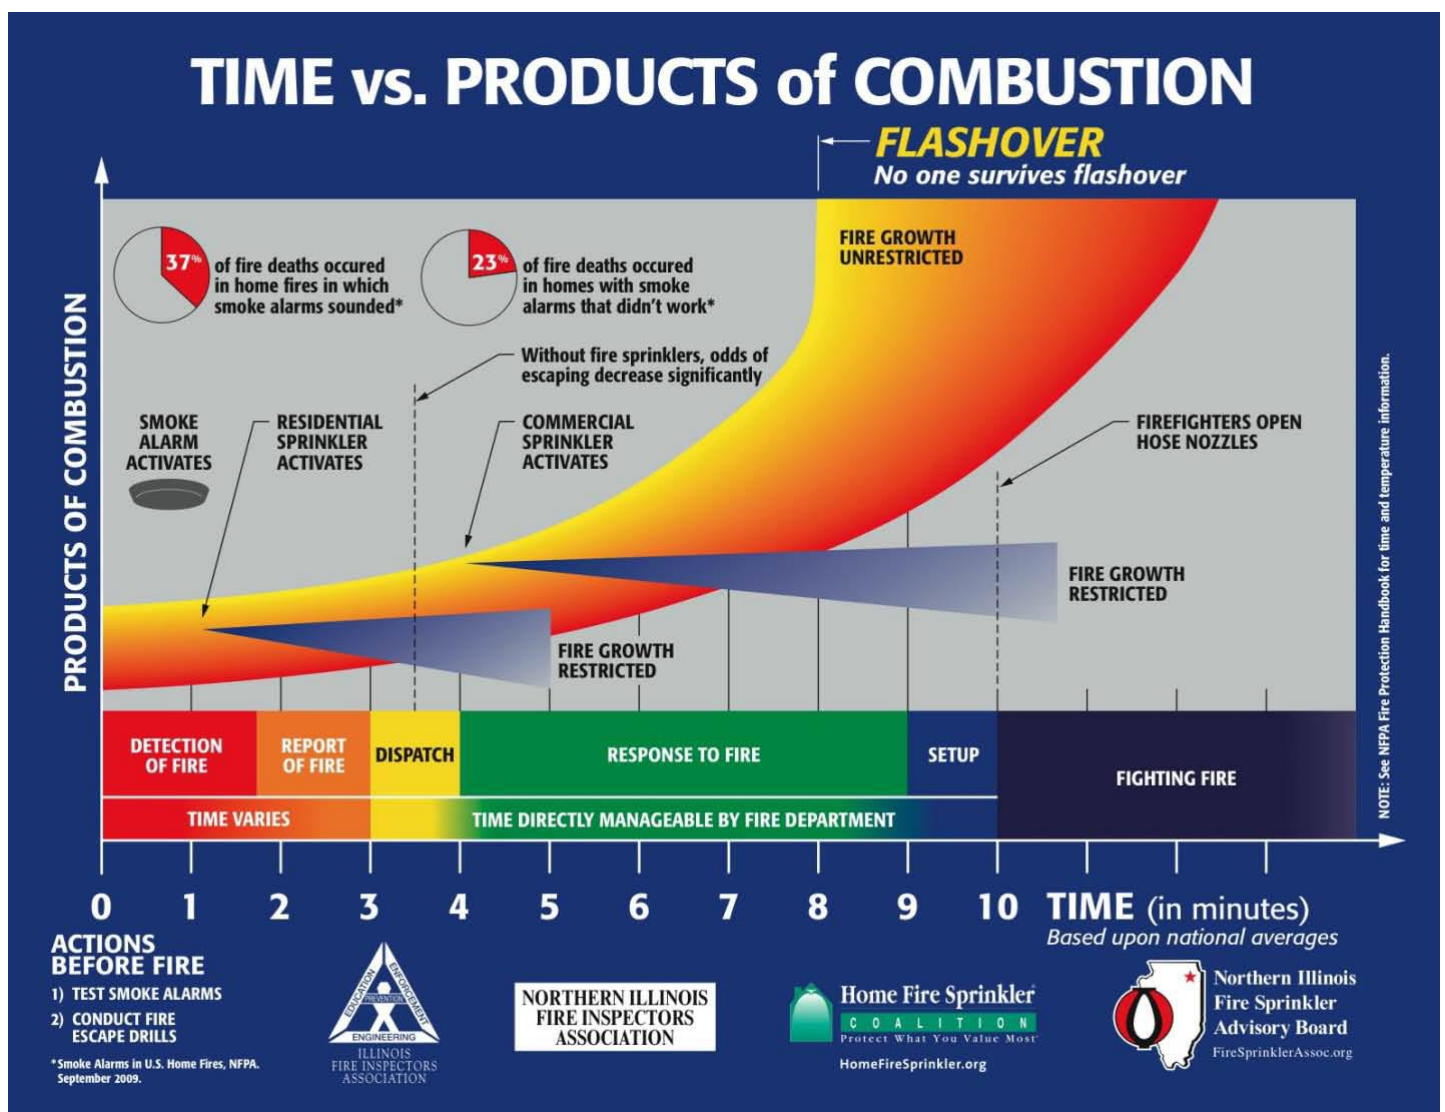 TIME vs. PRODUCTS of COMBUSTION
FLASHOVER
No one survives flashover
PRODUCTS OF COMBUSTION
37%
of fire deaths occured
in home fires in which
smoke alarms sounded*
23%
of fire deaths occured
in homes with smoke
alarms that didn't work*
FIRE GROWTH
UNRESTRICTED
Without fire sprinklers, odds of
escaping decrease significantly
SMOKE
ALARM
ACTIVATES
RESIDENTIAL
SPRINKLER
ACTIVATES
COMMERCIAL
SPRINKLER
ACTIVATES
FIREFIGHTERS OPEN
HOSE NOZZLES
FIRE GROWTH
RESTRICTED
FIRE GROWTH
RESTRICTED
NOTE: See NFPA Fire Protection Handbook for time and temperature information.
DETECTION
OF FIRE
REPORT
OF FIRE
DISPATCH
RESPONSE TO FIRE
SETUP
FIGHTING FIRE
TIME VARIES
TIME DIRECTLY MANAGEABLE BY FIRE DEPARTMENT
0 1 2 3 4 5 6 7 8 9 10 TIME (in minutes)
Based upon national averages
ACTIONS
BEFORE FIRE
1) TEST SMOKE ALARMS
2) CONDUCT FIRE
ESCAPE DRILLS
*Smoke Alarms in U.S. Home Fires, NFPA.
September 2009.
EDUCATION
ENFORCEMENT
PREVENTION
ENGINEERING
ILLINOIS
FIRE INSPECTORS
ASSOCIATION
NORTHERN ILLINOIS
FIRE INSPECTORS
ASSOCIATION
Home Fire Sprinkler
COALITION
Protect What You Value Most
HomeFireSprinkler.org
Northern Illinois
Fire Sprinkler
Advisory Board
FireSprinklerAssoc.org